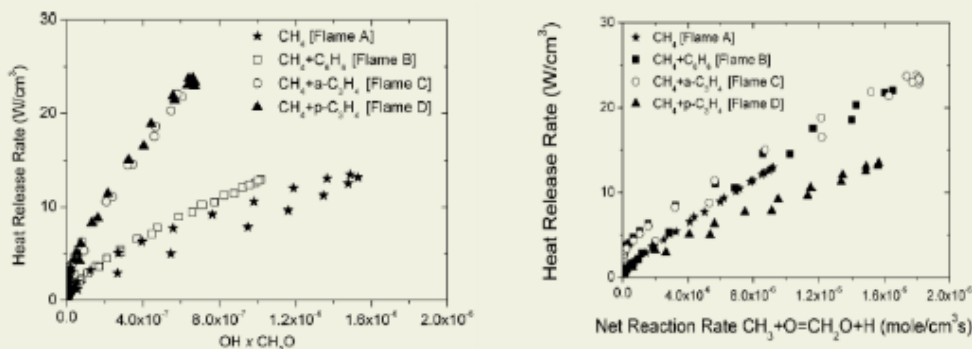 30
20
10
0
Heat Release Rate (W/cm³)
CH₄ [Flame A]
CH₄+C₆H₆ [Flame B]
CH₄+a-C₃H₄ [Flame C]
CH₄+p-C₃H₄ [Flame D]
0.0 4.0x10⁻⁷ 8.0x10⁻⁷ 1.2x10⁻⁶ 1.6x10⁻⁶ 2.0x10⁻⁶
OH x CH₂O
30
20
10
0
Heat Release Rate (W/cm³)
CH₄ [Flame A]
CH₄+C₆H₆ [Flame B]
CH₄+a-C₃H₄ [Flame C]
CH₄+p-C₃H₄ [Flame D]
0.0 4.0x10⁻⁶ 8.0x10⁻⁶ 1.2x10⁻⁵ 1.6x10⁻⁵ 2.0x10⁻⁵
Net Reaction Rate CH₃+O=CH₂O+H (mole/cm³s)